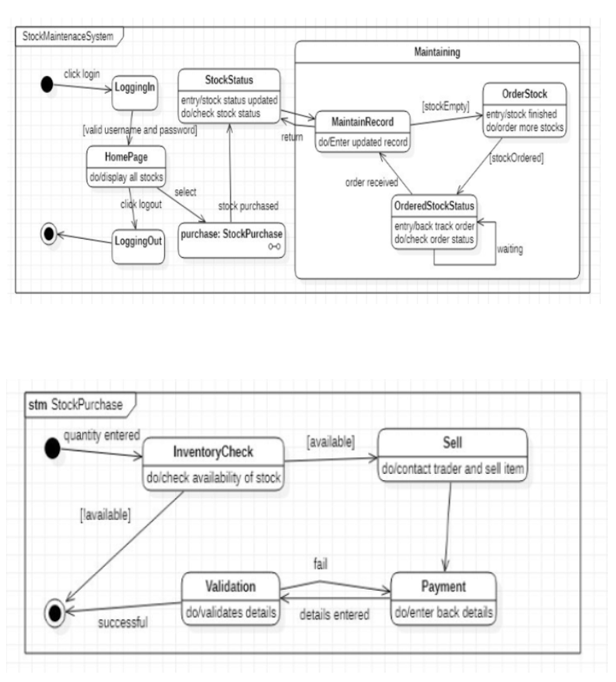 StockMaintenaceSystem
Maintaining
click login
LoggingIn
StockStatus
entry/stock status updated
do/check stock status
[stockEmpty]
OrderStock
entry/stock finished
do/order more stocks
MaintainRecord
do/Enter updated record
return
[valid username and password]
HomePage
do/display all stocks
[stockOrdered]
select
order received
click logout
stock purchased
OrderedStockStatus
entry/back track order
do/check order status
waiting
LoggingOut
purchase: StockPurchase
stm StockPurchase
quantity entered
InventoryCheck
do/check availability of stock
[available]
Sell
do/contact trader and sell item
[!available]
fail
Validation
do/validates details
Payment
do/enter back details
details entered
successful